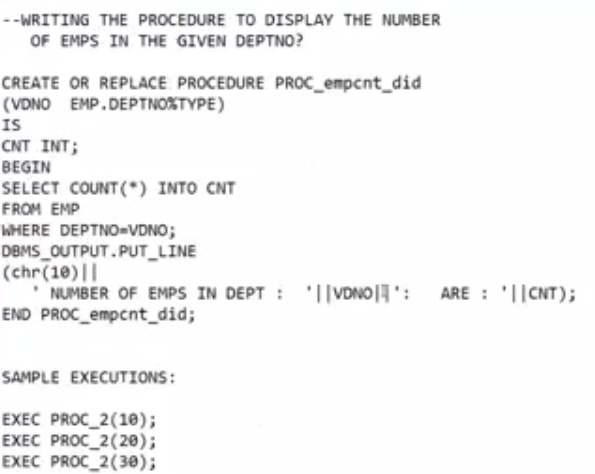 --WRITING THE PROCEDURE TO DISPLAY THE NUMBER
OF EMPS IN THE GIVEN DEPTNO?
CREATE OR REPLACE PROCEDURE PROC_empcnt_did
(VDNO EMP.DEPTNO%TYPE)
IS
CNT INT;
BEGIN
SELECT COUNT(*) INTO CNT
FROM EMP
WHERE DEPTNO=VDNO;
DBMS_OUTPUT.PUT_LINE
(chr(10)||
' NUMBER OF EMPS IN DEPT : '||VDNO||': ARE : '||CNT);
END PROC_empcnt_did;
SAMPLE EXECUTIONS:
EXEC PROC_2(10);
EXEC PROC_2(20);
EXEC PROC_2(30);